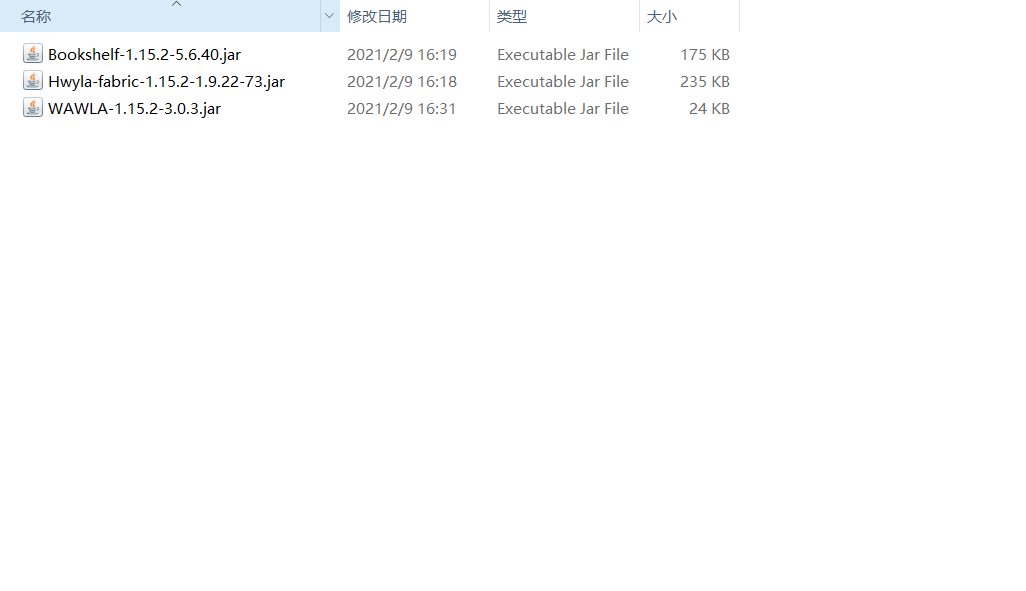 名称 修改日期 类型 大小
Bookshelf-1.15.2-5.6.40.jar 2021/2/9 16:19 Executable Jar File 175 KB
Hwyla-fabric-1.15.2-1.9.22-73.jar 2021/2/9 16:18 Executable Jar File 235 KB
WAWLA-1.15.2-3.0.3.jar 2021/2/9 16:31 Executable Jar File 24 KB